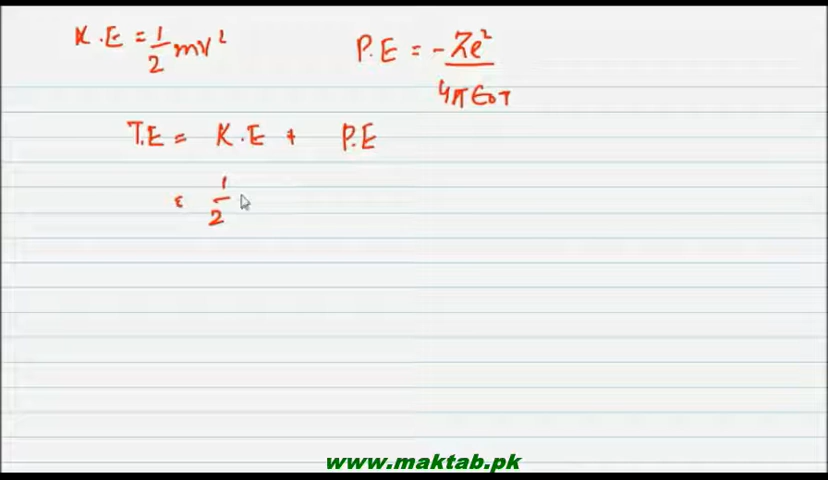 K.E = 1/2 mv² P.E = - Ze²/4πϵ₀r
T.E = K.E + P.E
= 1/2
www.maktab.pk